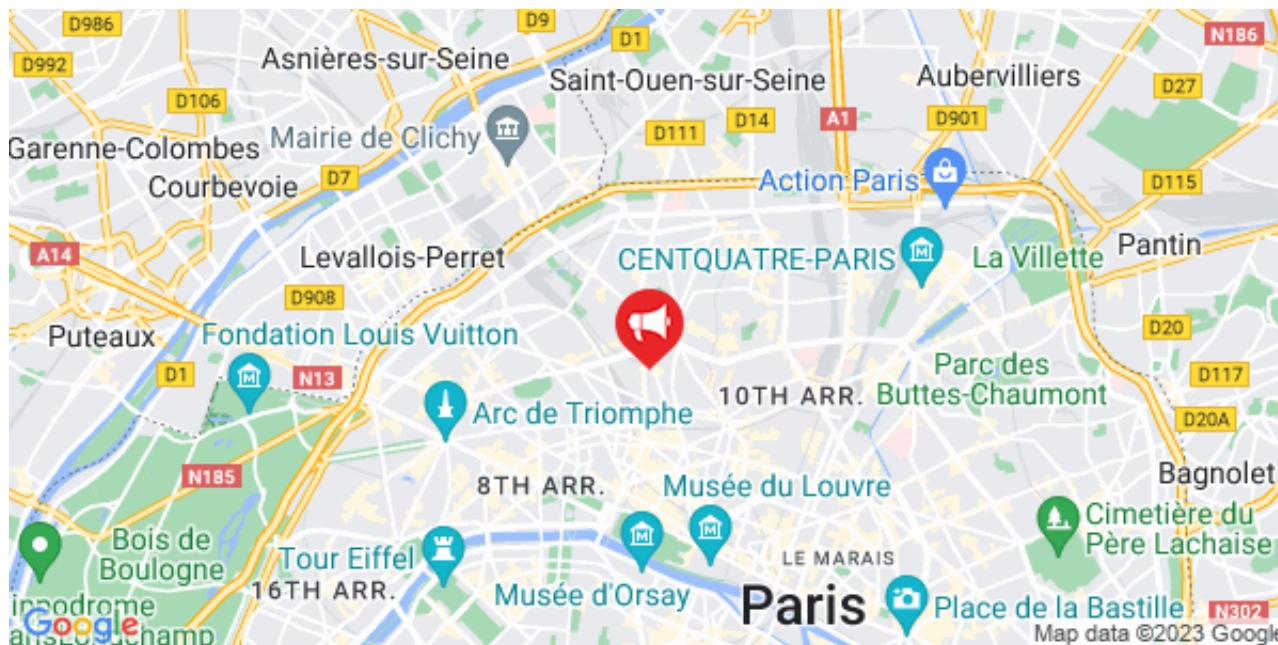 D986
D9
D1
N186
D992
Asnières-sur-Seine
Saint-Ouen-sur-Seine
Aubervilliers
D27
D106
D111
D14
A1
D901
Mairie de Clichy
Garenne-Colombes
Courbevoie
D7
Action Paris
D115
A14
Levallois-Perret
CENTQUATRE-PARIS
La Villette
Pantin
D908
Puteaux
Fondation Louis Vuitton
D20
D1
N13
Parc des
Buttes-Chaumont
D117
10TH ARR.
Arc de Triomphe
D20A
N185
8TH ARR.
Musée du Louvre
Bagnolet
Cimetière du
Père Lachaise
Bois de
Boulogne
Tour Eiffel
LE MARAIS
16TH ARR.
Musée d'Orsay
Paris
Place de la Bastille
N302
Google
Map data ©2023 Google